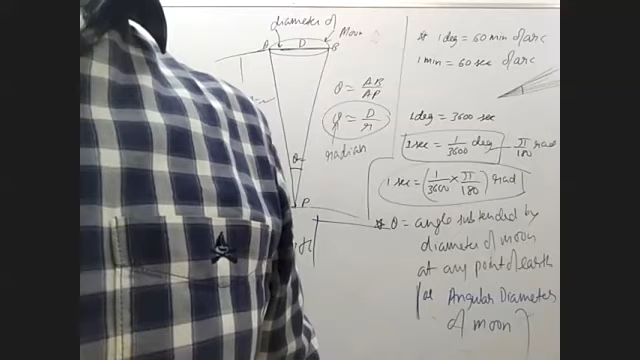 diameter of
Moon
A D B
θ = AB/AP
θ = D/r
radian
θ
P
1 deg = 60 min of arc
1 min = 60 sec of arc
1 deg = 3600 sec
1 sec = 1/3600 deg
π/180 rad
1 sec = (1/3600 × π/180) rad
θ = angle subtended by
diameter of moon
at any point of earth
or Angular Diameter
of moon